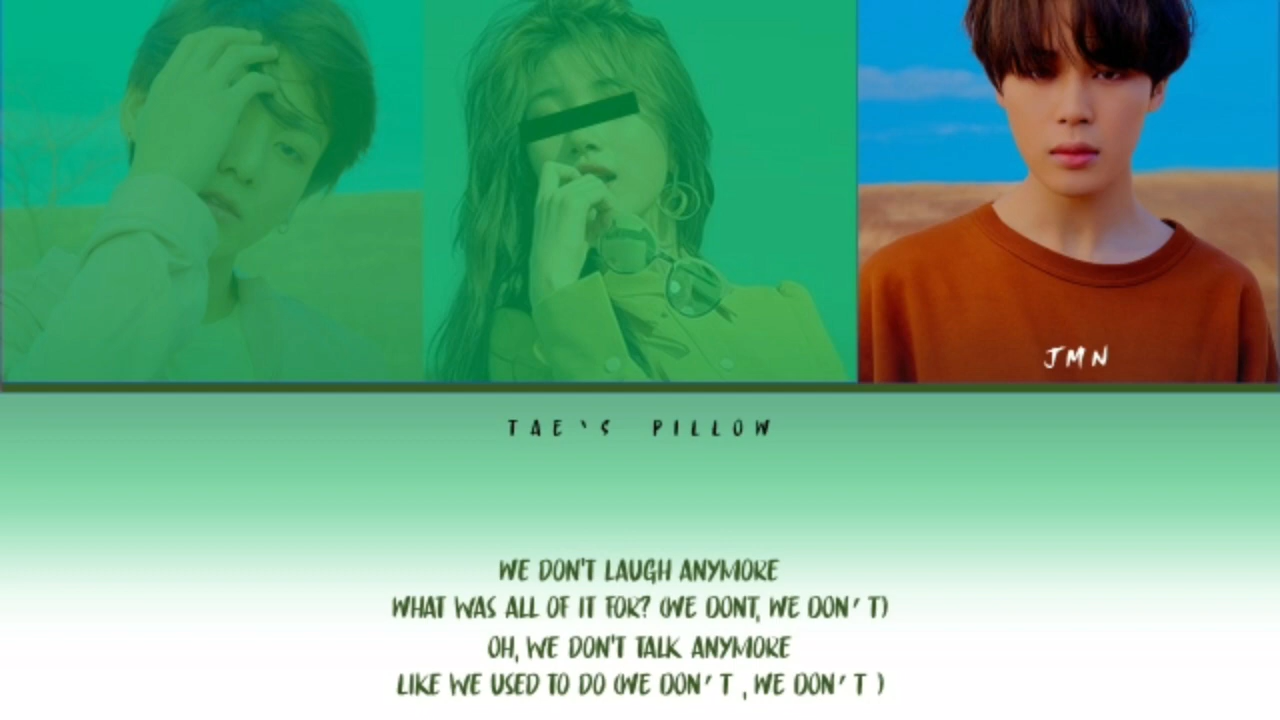 JMN
TAE'S PILLOW
WE DON'T LAUGH ANYMORE
WHAT WAS ALL OF IT FOR? (WE DONT, WE DON'T)
OH, WE DON'T TALK ANYMORE
LIKE WE USED TO DO (WE DON'T , WE DON'T )